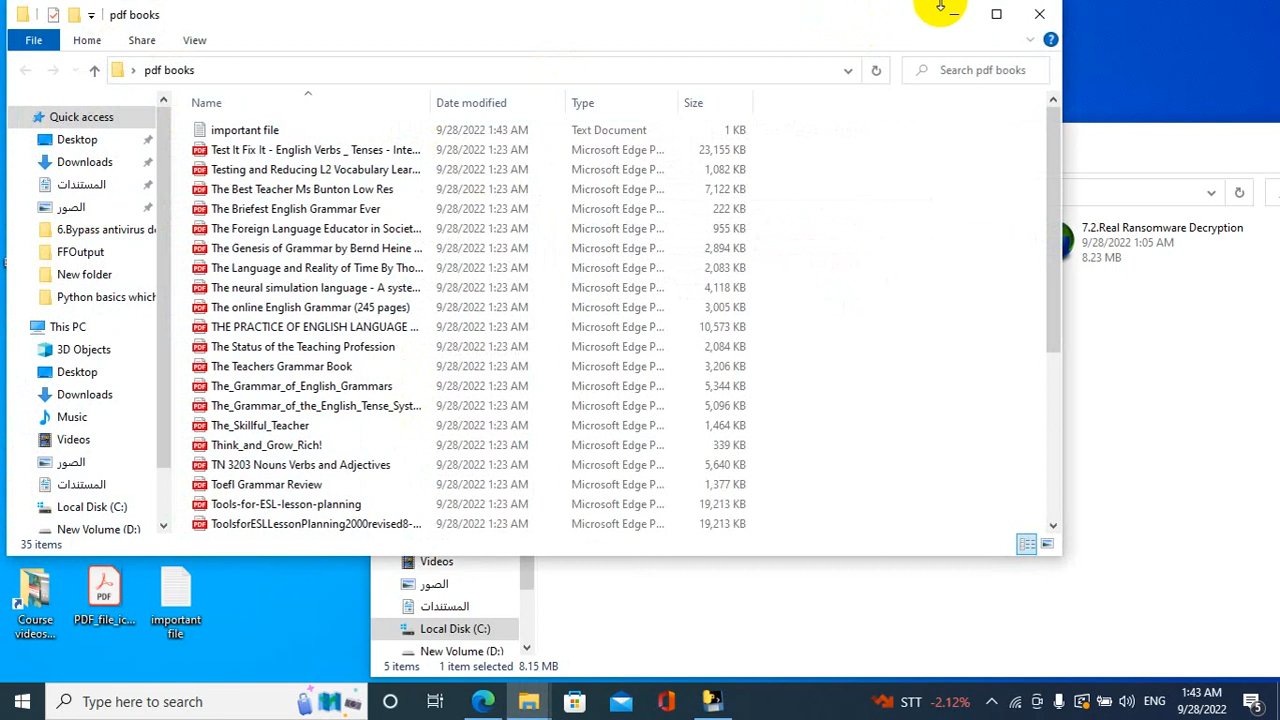 pdf books
File Home Share View
pdf books Search pdf books
Name Date modified Type Size
Quick access
Desktop
Downloads
المستندات
الصور
6.Bypass antivirus de
FFOutput
New folder
Python basics which
This PC
3D Objects
Desktop
Downloads
Music
Videos
الصور
المستندات
Local Disk (C:)
New Volume (D:)
important file 9/28/2022 1:43 AM Text Document 1 KB
Test It Fix It - English Verbs _ Tenses - Inte... 9/28/2022 1:23 AM Microsoft Edge P... 23,155 KB
Testing and Reducing L2 Vocabulary Lear... 9/28/2022 1:23 AM Microsoft Edge P... 1,082 KB
The Best Teacher Ms Bunton Low Res 9/28/2022 1:23 AM Microsoft Edge P... 7,122 KB
The Briefest English Grammar Ever 9/28/2022 1:23 AM Microsoft Edge P... 222 KB
The Foreign Language Educator in Societ... 9/28/2022 1:23 AM Microsoft Edge P... 955 KB
The Genesis of Grammar by Bernd Heine ... 9/28/2022 1:23 AM Microsoft Edge P... 2,894 KB
The Language and Reality of Time By Tho... 9/28/2022 1:23 AM Microsoft Edge P... 2,083 KB
The neural simulation language - A syste... 9/28/2022 1:23 AM Microsoft Edge P... 4,118 KB
The online English Grammar (245 pages) 9/28/2022 1:23 AM Microsoft Edge P... 3,005 KB
THE PRACTICE OF ENGLISH LANGUAGE ... 9/28/2022 1:23 AM Microsoft Edge P... 10,573 KB
The Status of the Teaching Profession 9/28/2022 1:23 AM Microsoft Edge P... 2,084 KB
The Teachers Grammar Book 9/28/2022 1:23 AM Microsoft Edge P... 3,206 KB
The_Grammar_of_English_Grammars 9/28/2022 1:23 AM Microsoft Edge P... 5,344 KB
The_Grammar_of_the_English_Tense_Syst... 9/28/2022 1:23 AM Microsoft Edge P... 5,096 KB
The_Skillful_Teacher 9/28/2022 1:23 AM Microsoft Edge P... 1,464 KB
Think_and_Grow_Rich! 9/28/2022 1:23 AM Microsoft Edge P... 339 KB
TN 3203 Nouns Verbs and Adjectives 9/28/2022 1:23 AM Microsoft Edge P... 5,640 KB
Toefl Grammar Review 9/28/2022 1:23 AM Microsoft Edge P... 1,377 KB
Tools-for-ESL-lesson-planning 9/28/2022 1:23 AM Microsoft Edge P... 19,213 KB
ToolsforESLLessonPlanning2000revised8-... 9/28/2022 1:23 AM Microsoft Edge P... 19,213 KB
35 items
7.2.Real Ransomware Decryption
9/28/2022 1:05 AM
8.23 MB
Videos
الصور
المستندات
Local Disk (C:)
New Volume (D:)
5 items 1 item selected 8.15 MB
Course
videos...
PDF
PDF_file_ic...
important
file
Type here to search
STT -2.12%
ENG
1:43 AM
9/28/2022
5